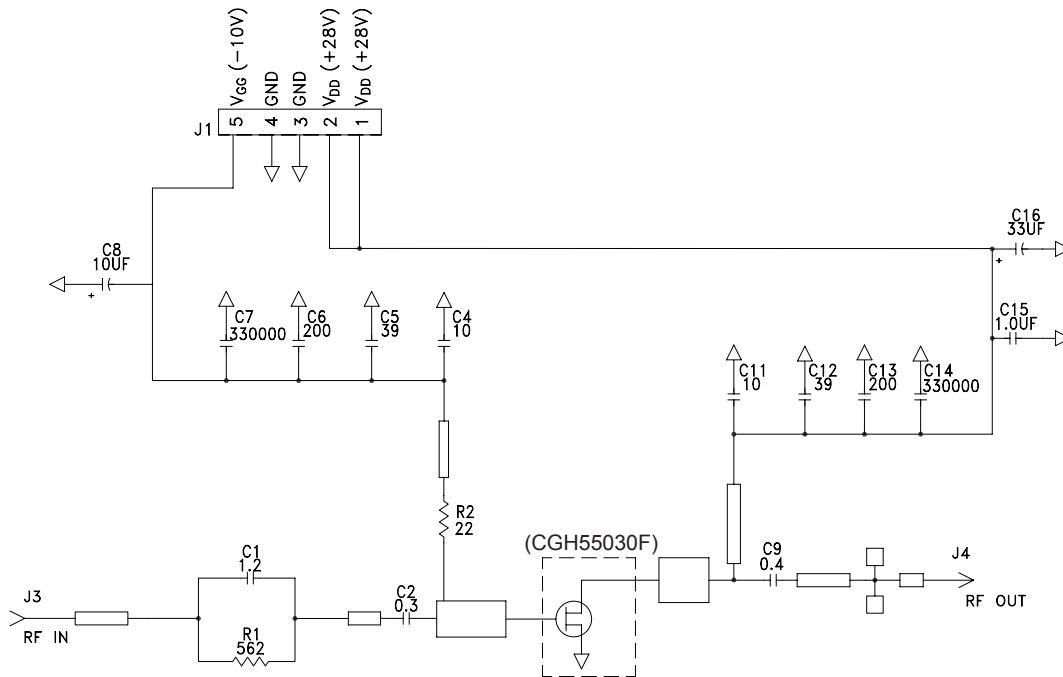 VGG (-10V)
GND
GND
VDD (+28V)
VDD (+28V)
J1
5
4
3
2
1
C8
10UF
+
C16
33UF
+
C7
330000
C6
200
C5
39
C4
10
C15
1.0UF
C11
10
C12
39
C13
200
C14
330000
R2
22
(CGH55030F)
C1
1.2
C9
0.4
J4
RF OUT
J3
RF IN
C2
0.3
R1
562